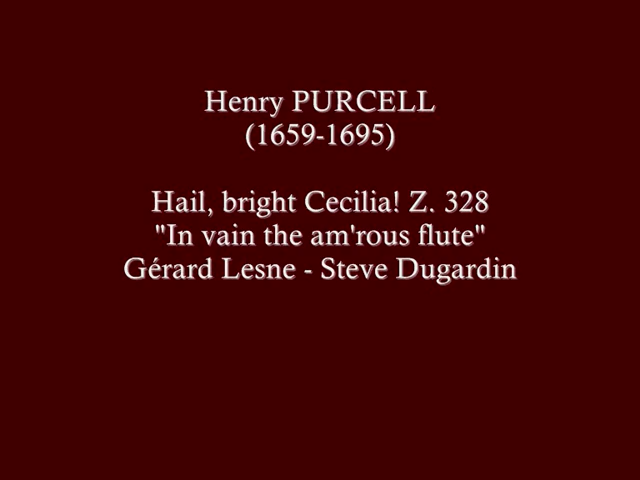 Henry PURCELL
(1659-1695)
Hail, bright Cecilia! Z. 328
"In vain the am'rous flute"
Gérard Lesne - Steve Dugardin